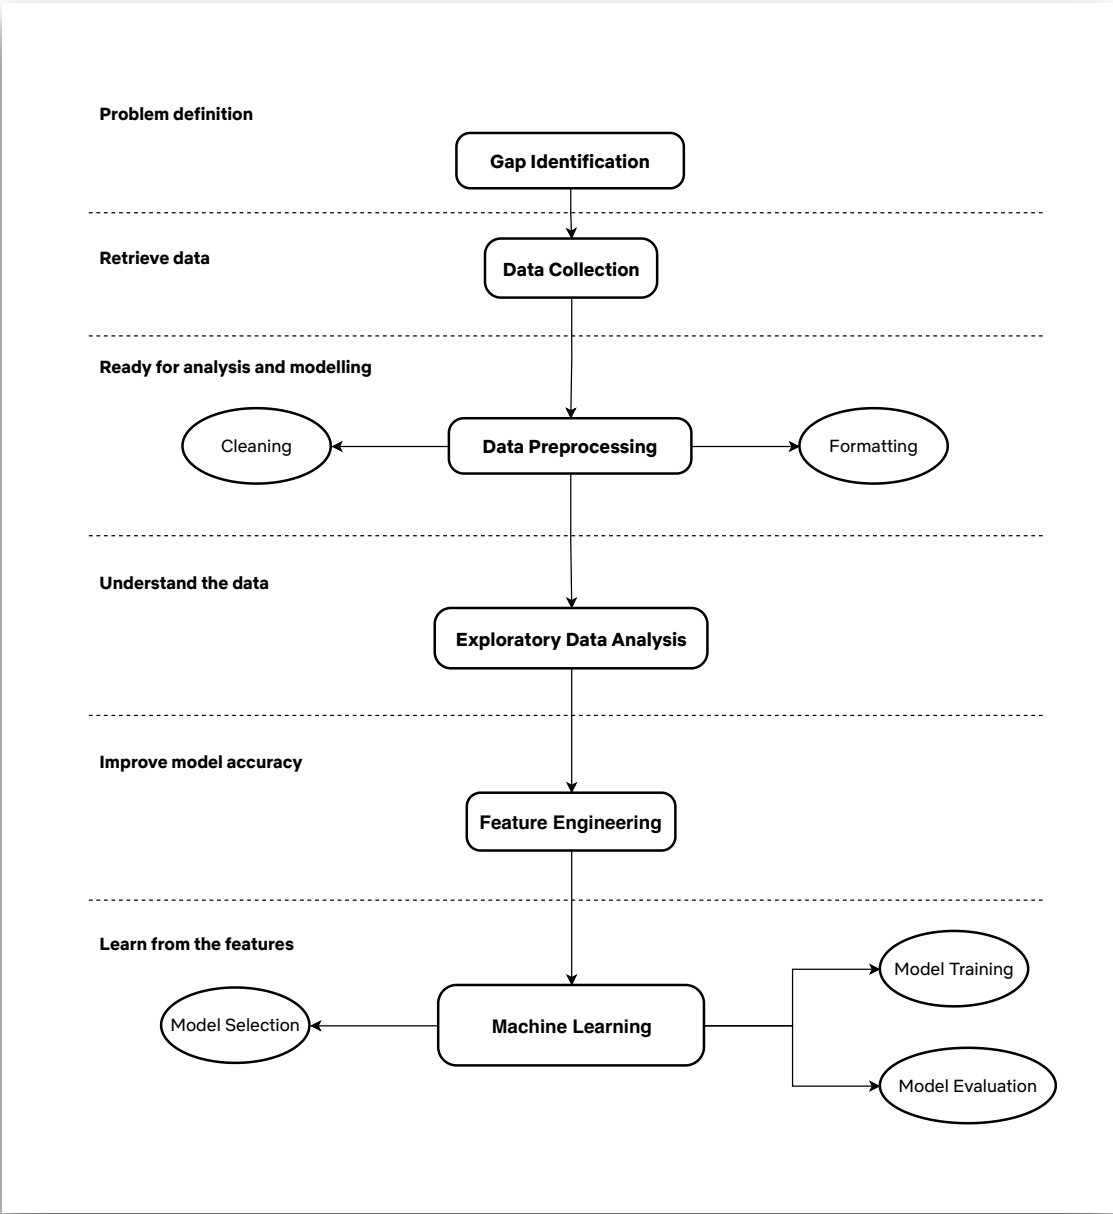 Problem definition
Gap Identification
Retrieve data
Data Collection
Ready for analysis and modelling
Cleaning
Data Preprocessing
Formatting
Understand the data
Exploratory Data Analysis
Improve model accuracy
Feature Engineering
Learn from the features
Model Training
Model Selection
Machine Learning
Model Evaluation